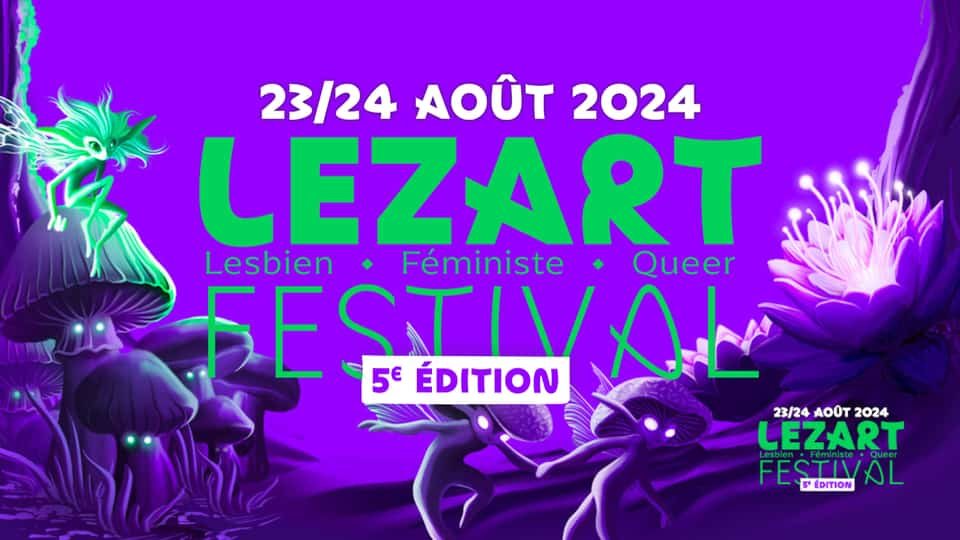 23/24 AOÛT 2024
LEZART
Lesbien • Féministe • Queer
FESTIVAL
5E ÉDITION
23/24 AOÛT 2024
LEZART
Lesbien • Féministe • Queer
FESTIVAL
5E ÉDITION